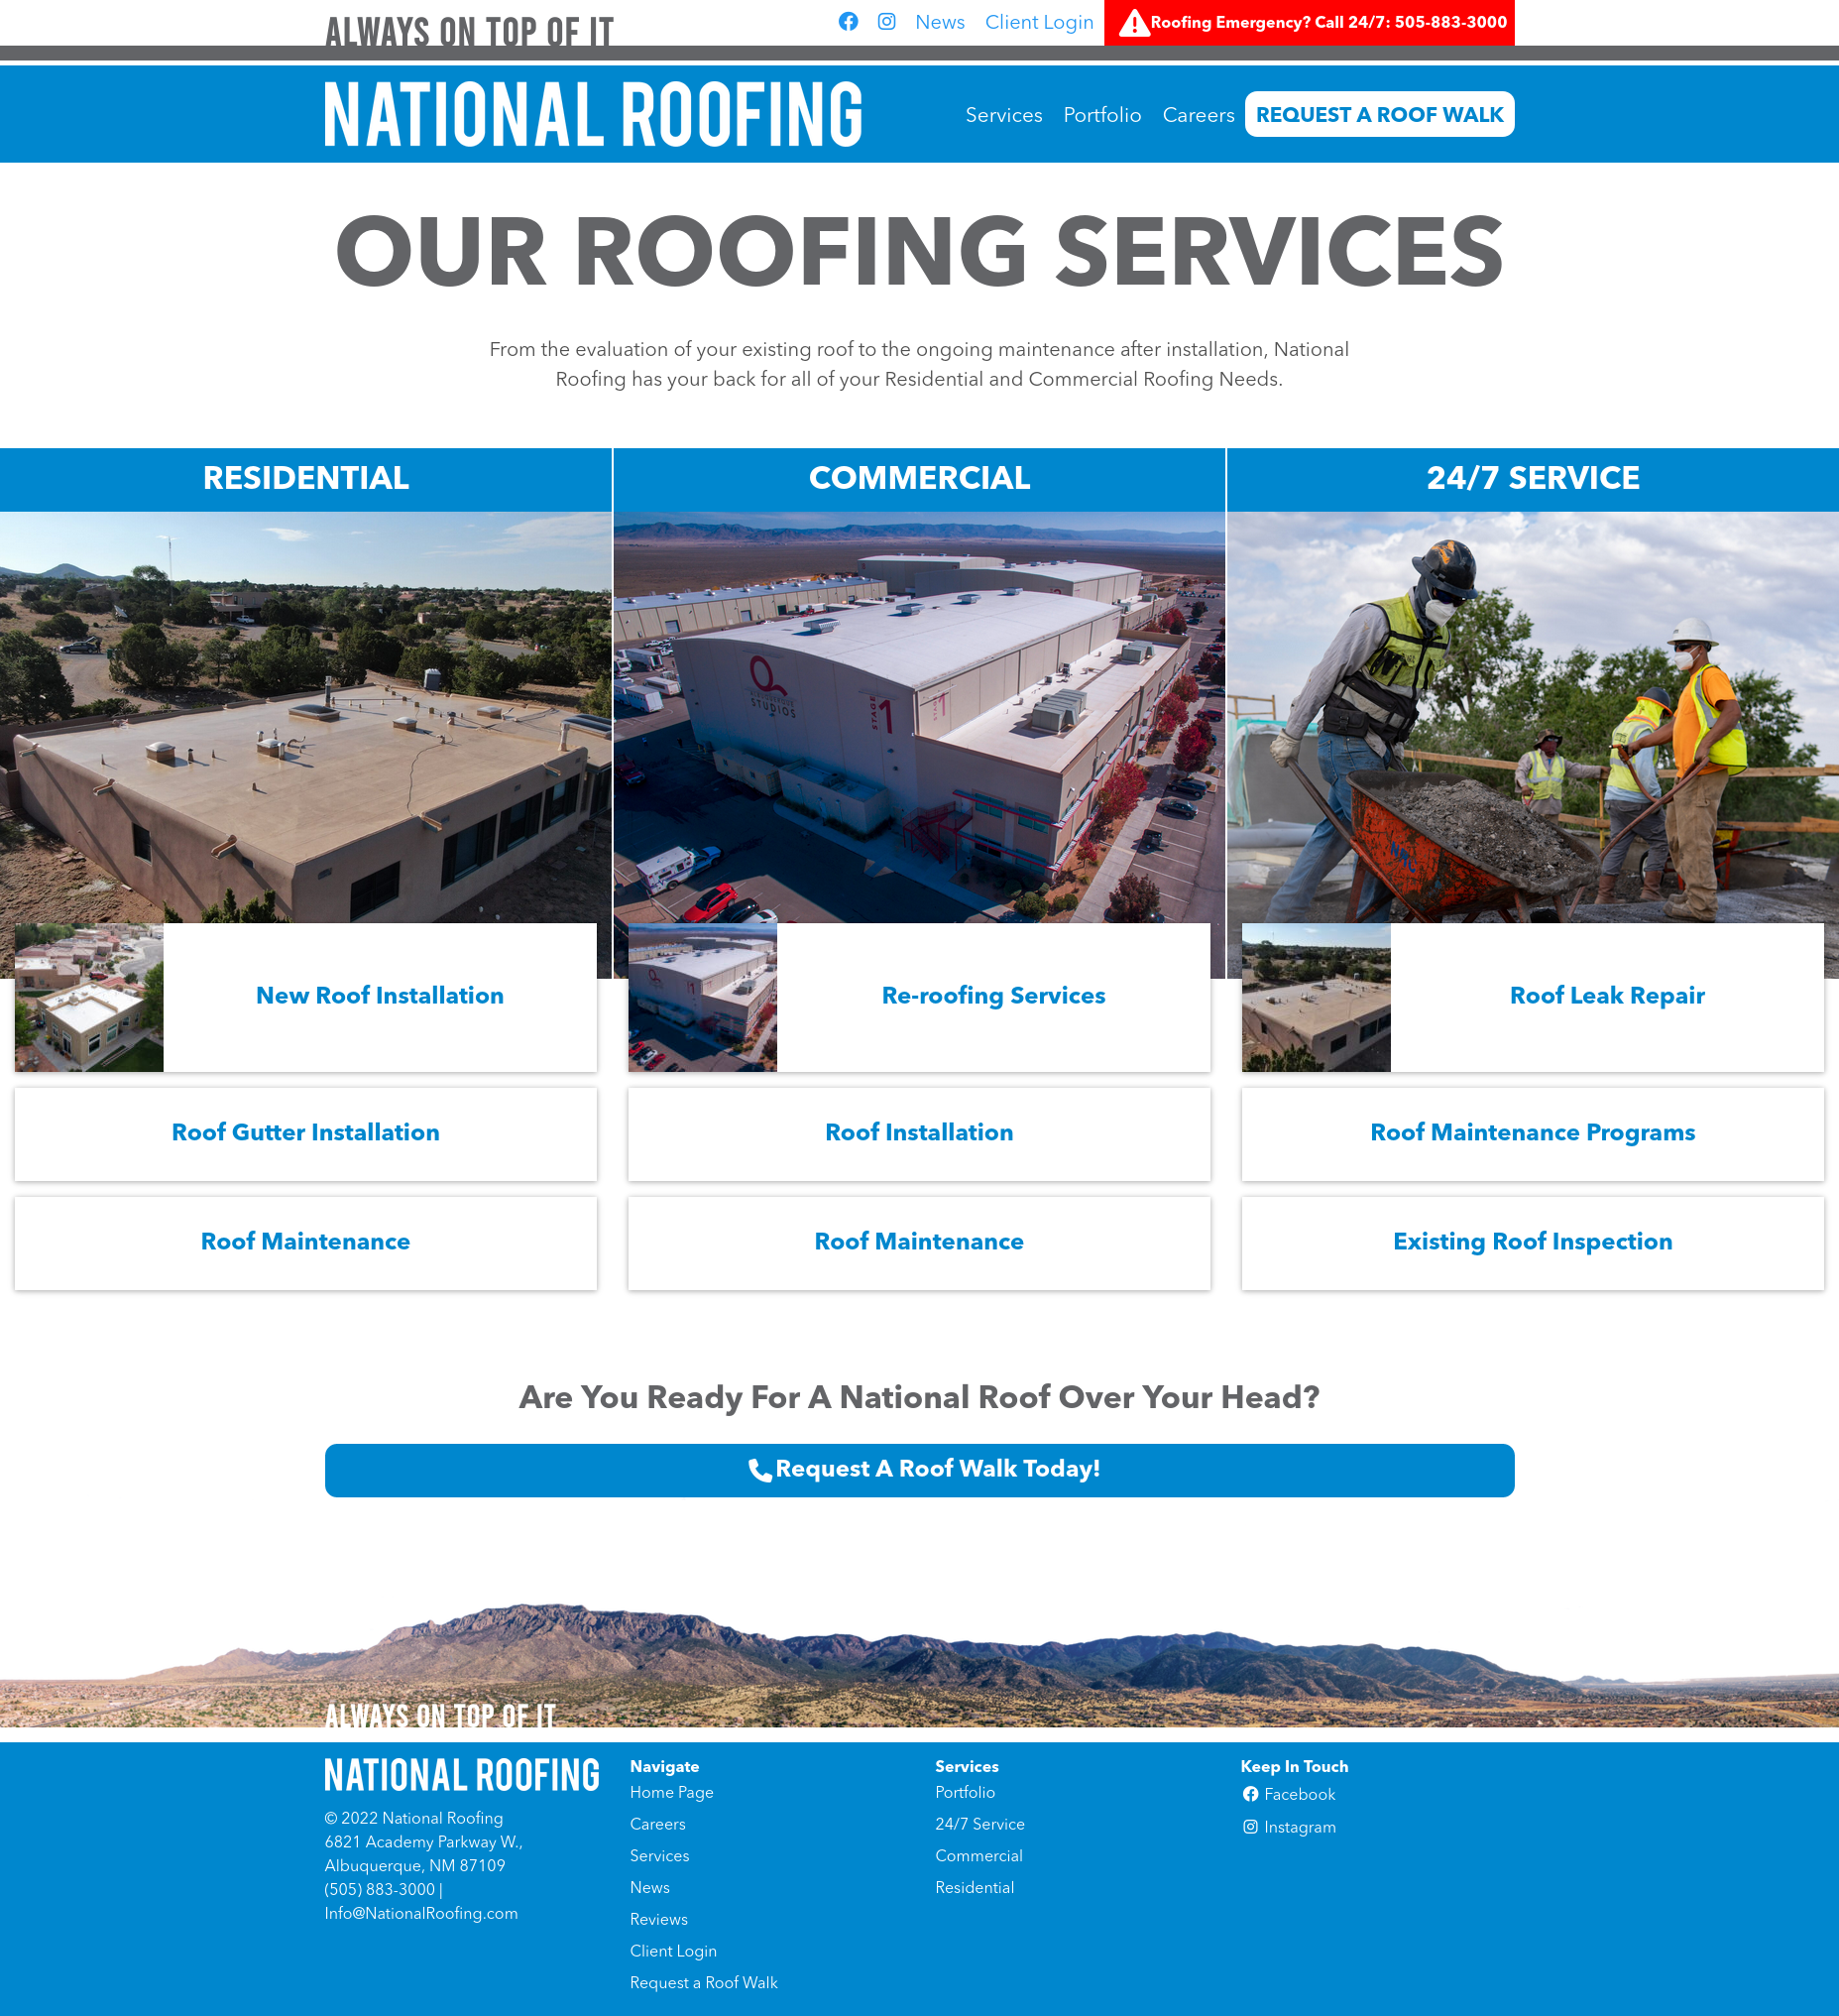 ALWAYS ON TOP OF IT
News
Client Login
Roofing Emergency? Call 24/7: 505-883-3000
NATIONAL ROOFING
Services
Portfolio
Careers
REQUEST A ROOF WALK
OUR ROOFING SERVICES
From the evaluation of your existing roof to the ongoing maintenance after installation, National
Roofing has your back for all of your Residential and Commercial Roofing Needs.
RESIDENTIAL
COMMERCIAL
24/7 SERVICE
Q
ALBUQUERQUE
STUDIOS
STAGE 1
STAGE 1
New Roof Installation
Roof Gutter Installation
Roof Maintenance
Re-roofing Services
Roof Installation
Roof Maintenance
Roof Leak Repair
Roof Maintenance Programs
Existing Roof Inspection
Are You Ready For A National Roof Over Your Head?
Request A Roof Walk Today!
ALWAYS ON TOP OF IT
NATIONAL ROOFING
© 2022 National Roofing
6821 Academy Parkway W.,
Albuquerque, NM 87109
(505) 883-3000 |
Info@NationalRoofing.com
Navigate
Home Page
Careers
Services
News
Reviews
Client Login
Request a Roof Walk
Services
Portfolio
24/7 Service
Commercial
Residential
Keep In Touch
Facebook
Instagram